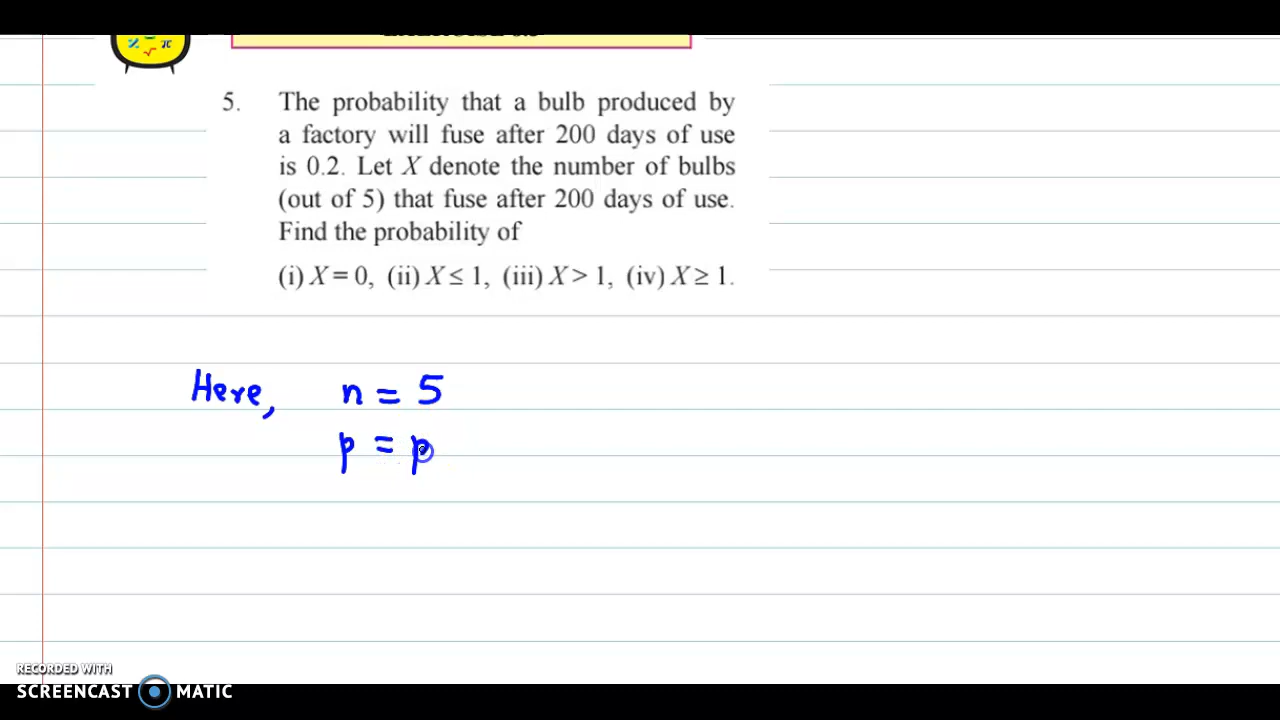 5. The probability that a bulb produced by
a factory will fuse after 200 days of use
is 0.2. Let X denote the number of bulbs
(out of 5) that fuse after 200 days of use.
Find the probability of
(i) X = 0, (ii) X ≤ 1, (iii) X > 1, (iv) X ≥ 1.
Here, n = 5
p = p
RECORDED WITH
SCREENCAST MATIC